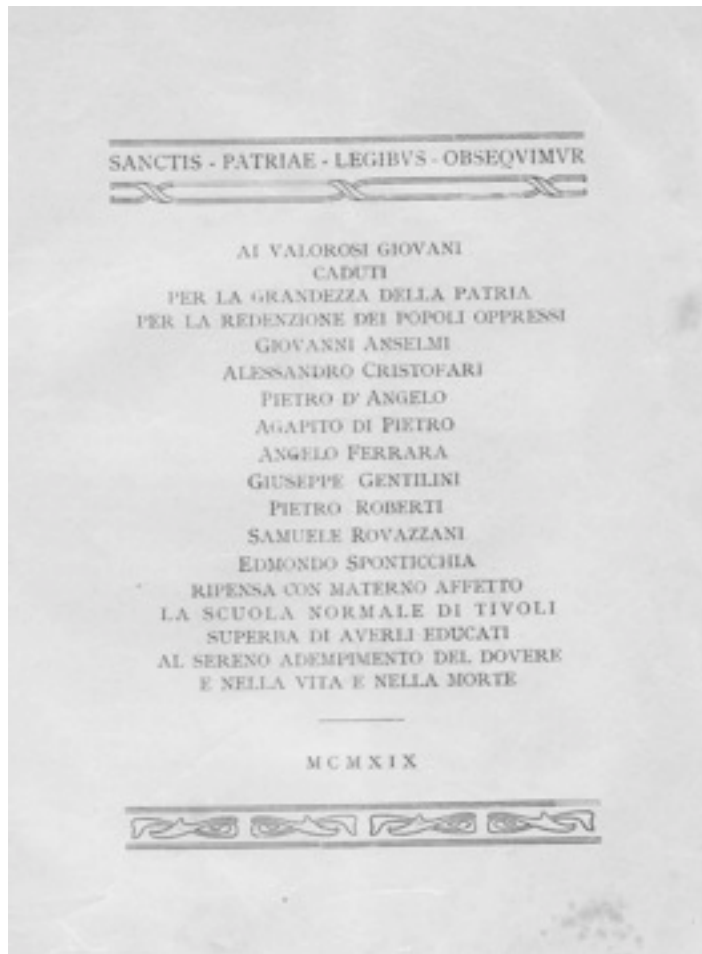 SANCTIS - PATRIAE - LEGIBVS - OBSEQVIMVR
AI VALOROSI GIOVANI
CADUTI
PER LA GRANDEZZA DELLA PATRIA
PER LA REDENZIONE DEI POPOLI OPPRESSI
GIOVANNI ANSELMI
ALESSANDRO CRISTOFARI
PIETRO D' ANGELO
AGAPITO DI PIETRO
ANGELO FERRARA
GIUSEPPE GENTILINI
PIETRO ROBERTI
SAMUELE ROVAZZANI
EDMONDO SPONTICCHIA
RIPENSA CON MATERNO AFFETTO
LA SCUOLA NORMALE DI TIVOLI
SUPERBA DI AVERLI EDUCATI
AL SERENO ADEMPIMENTO DEL DOVERE
E NELLA VITA E NELLA MORTE
MCMXIX